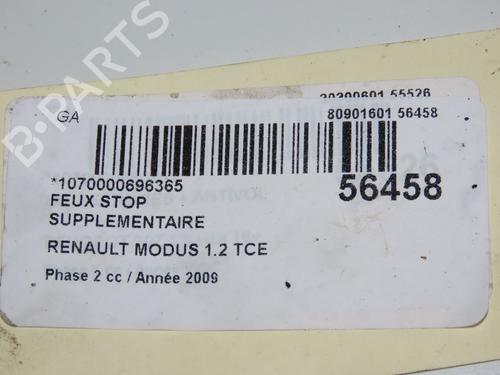 B-PARTS
20300601 55526
GA
80901601 56458
*1070000696365
56458
FEUX STOP
SUPPLEMENTAIRE
RENAULT MODUS 1.2 TCE
Phase 2 cc / Année 2009